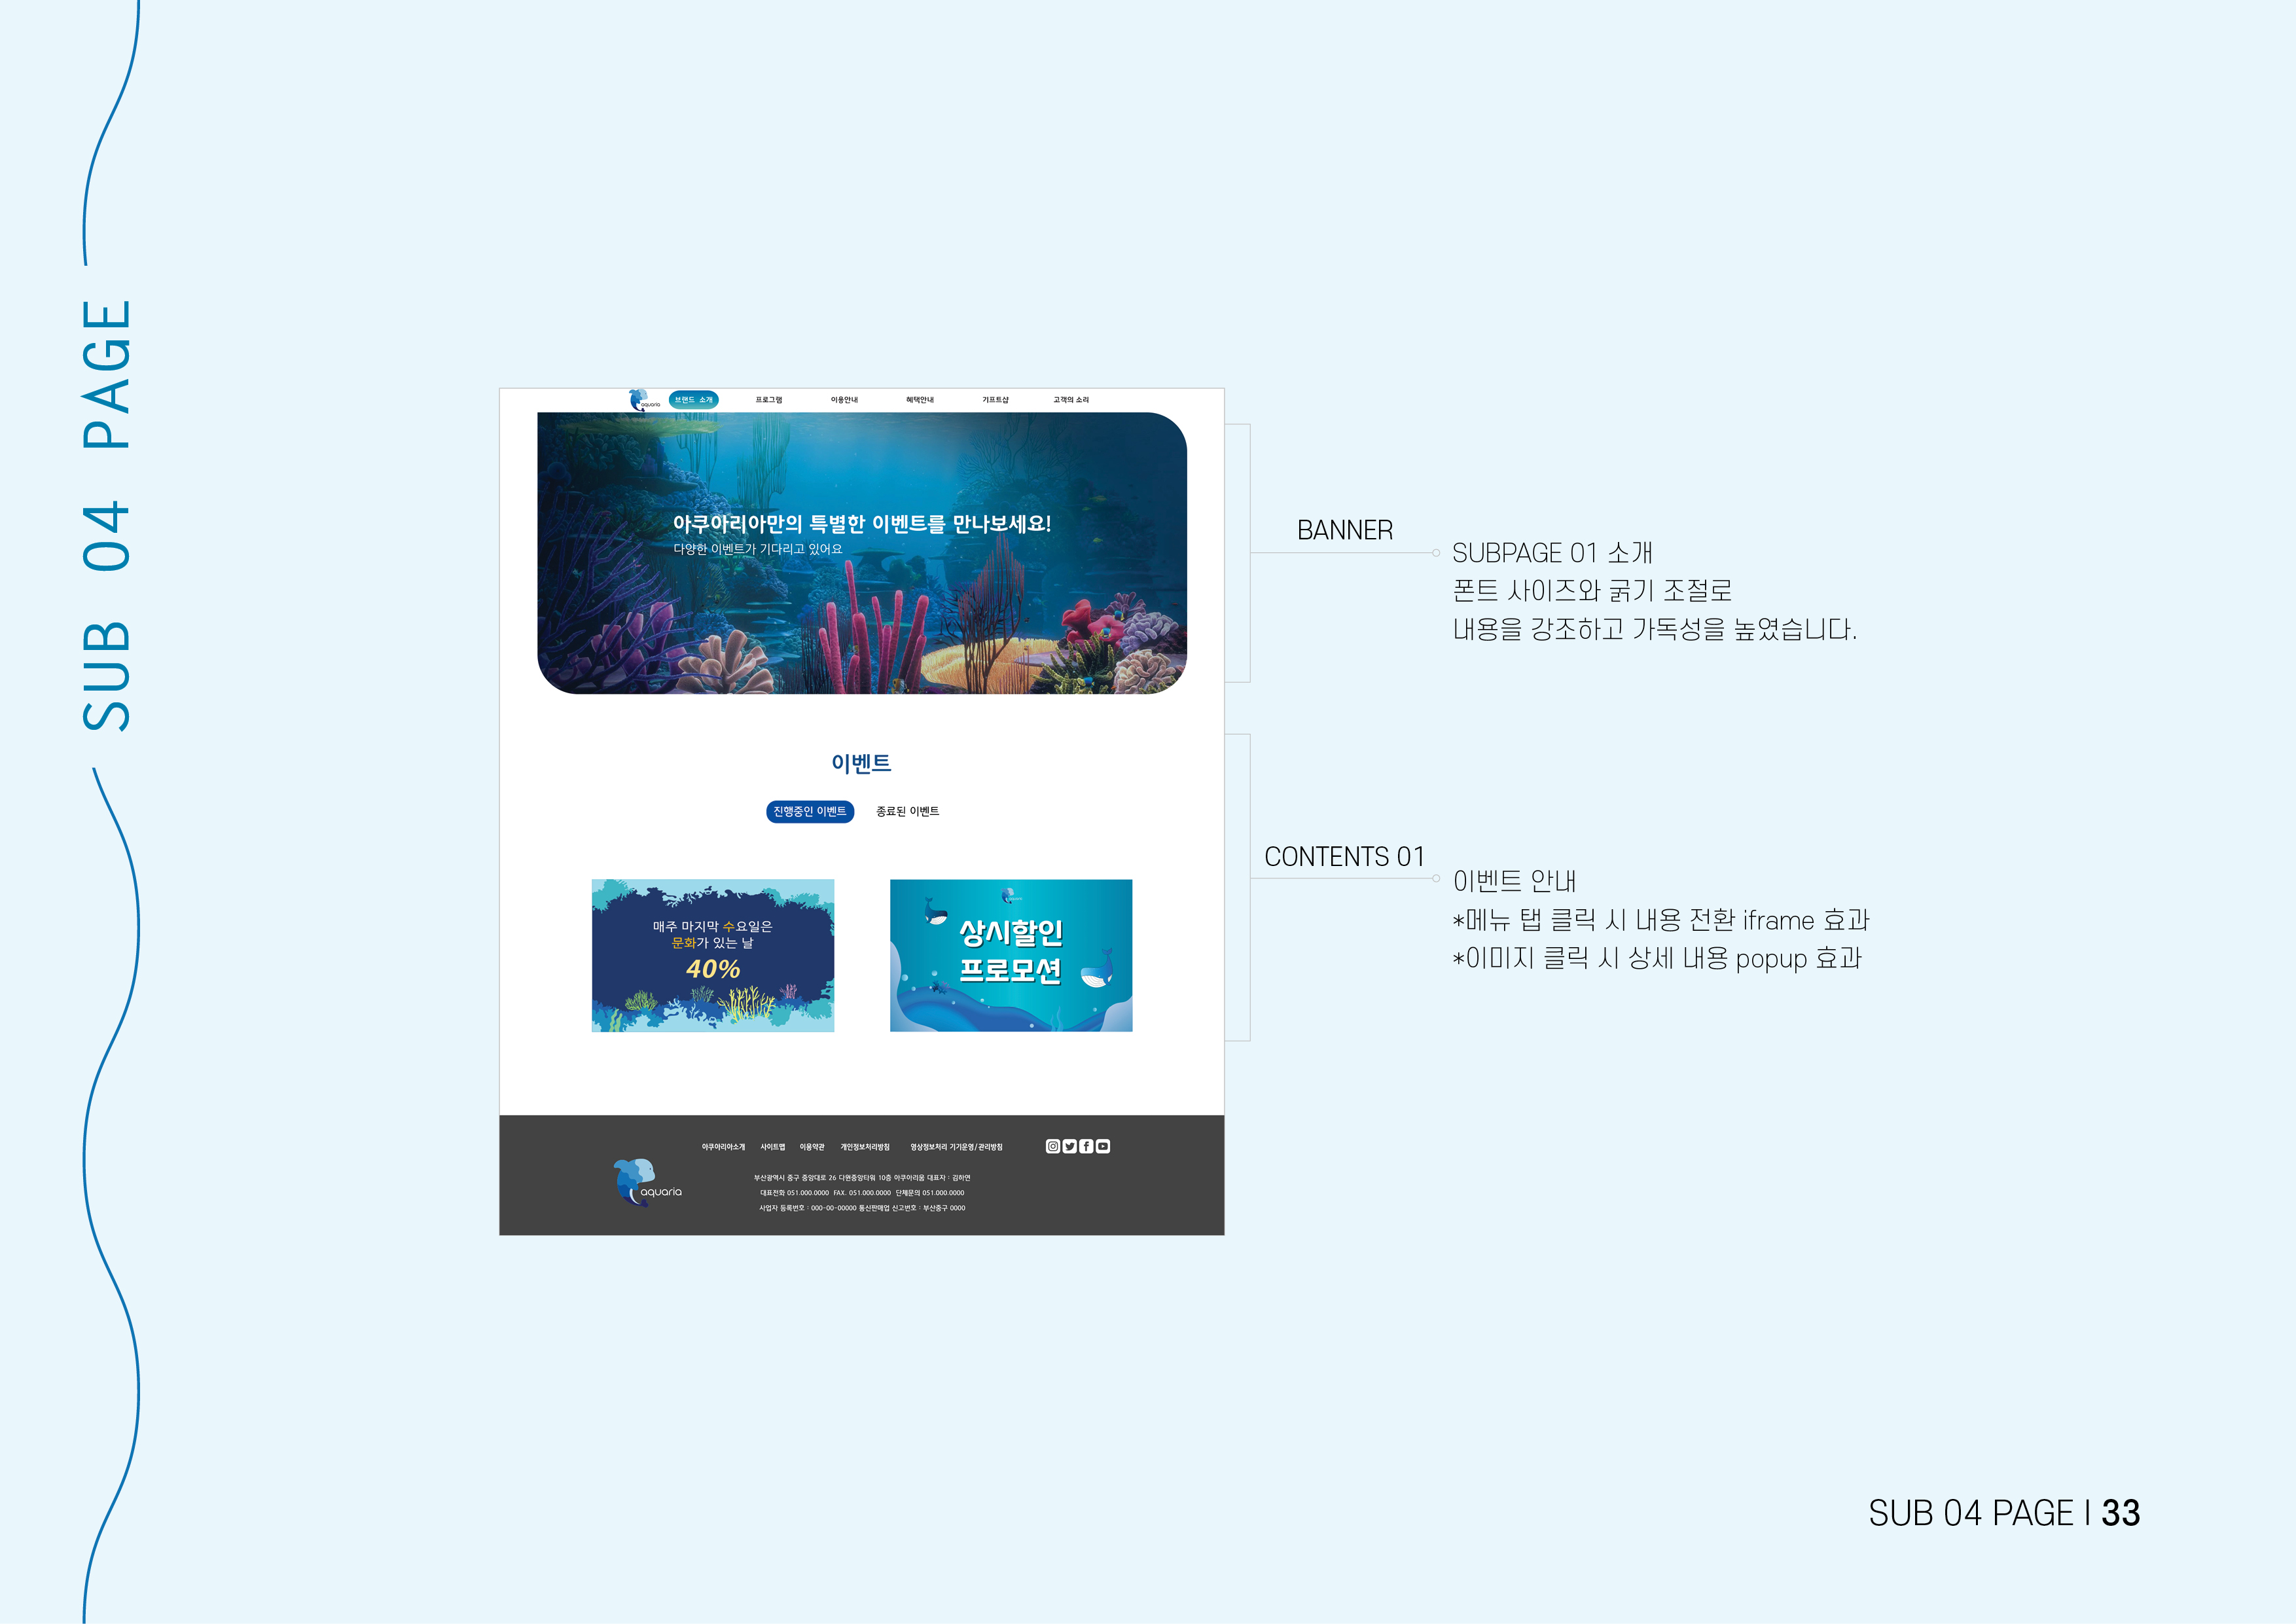 SUB 04 PAGE
aquaria
브랜드 소개 프로그램 이용안내 혜택안내 기프트샵 고객의 소리
아쿠아리아만의 특별한 이벤트를 만나보세요!
다양한 이벤트가 기다리고 있어요
BANNER
SUBPAGE 01 소개
폰트 사이즈와 굵기 조절로
내용을 강조하고 가독성을 높였습니다.
이벤트
진행중인 이벤트 종료된 이벤트
매주 마지막 수요일은
문화가 있는 날
40%
상시할인
프로모션
CONTENTS 01
이벤트 안내
*메뉴 탭 클릭 시 내용 전환 iframe 효과
*이미지 클릭 시 상세 내용 popup 효과
아쿠아리아소개 사이트맵 이용약관 개인정보처리방침 영상정보처리 기기운영/관리방침
aquaria
부산광역시 중구 중앙대로 26 다현중앙타워 10층 아쿠아리움 대표자 : 김하연
대표전화 051.000.0000 FAX. 051.000.0000 단체문의 051.000.0000
사업자 등록번호 : 000-00-00000 통신판매업 신고번호 : 부산중구 0000
SUB 04 PAGE I 33